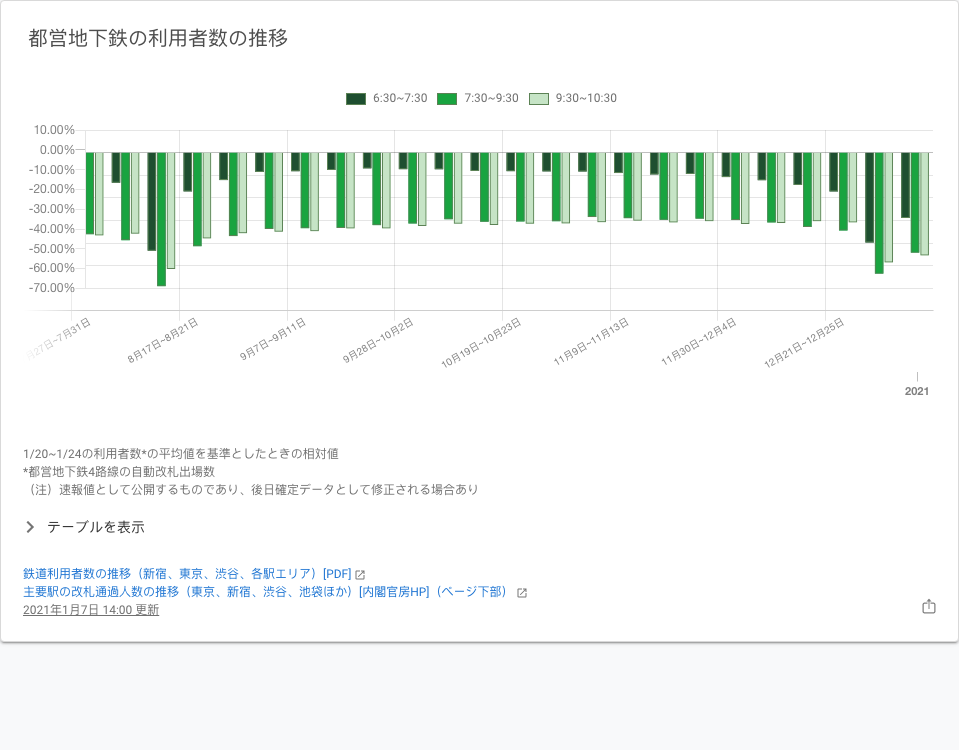 都営地下鉄の利用者数の推移
6:30~7:30 7:30~9:30 9:30~10:30
10.00%
0.00%
-10.00%
-20.00%
-30.00%
-40.00%
-50.00%
-60.00%
-70.00%
27日~7月31日 8月17日~8月21日 9月7日~9月11日 9月28日~10月2日 10月19日~10月23日 11月9日~11月13日 11月30日~12月4日 12月21日~12月25日
2021
1/20~1/24の利用者数*の平均値を基準としたときの相対値
*都営地下鉄4路線の自動改札出場数
（注）速報値として公開するものであり、後日確定データとして修正される場合あり
テーブルを表示
鉄道利用者数の推移（新宿、東京、渋谷、各駅エリア）[PDF]
主要駅の改札通過人数の推移（東京、新宿、渋谷、池袋ほか）[内閣官房HP]（ページ下部）
2021年1月7日 14:00 更新